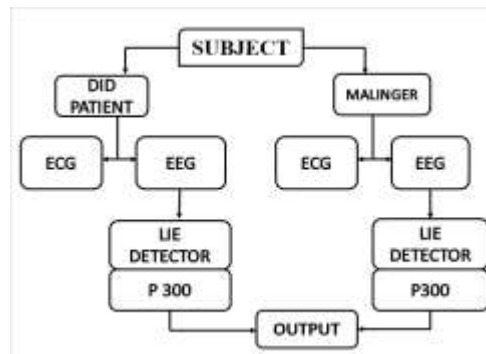 SUBJECT
DID
PATIENT
MALINGER
ECG
EEG
ECG
EEG
LIE
DETECTOR
P 300
LIE
DETECTOR
P300
OUTPUT